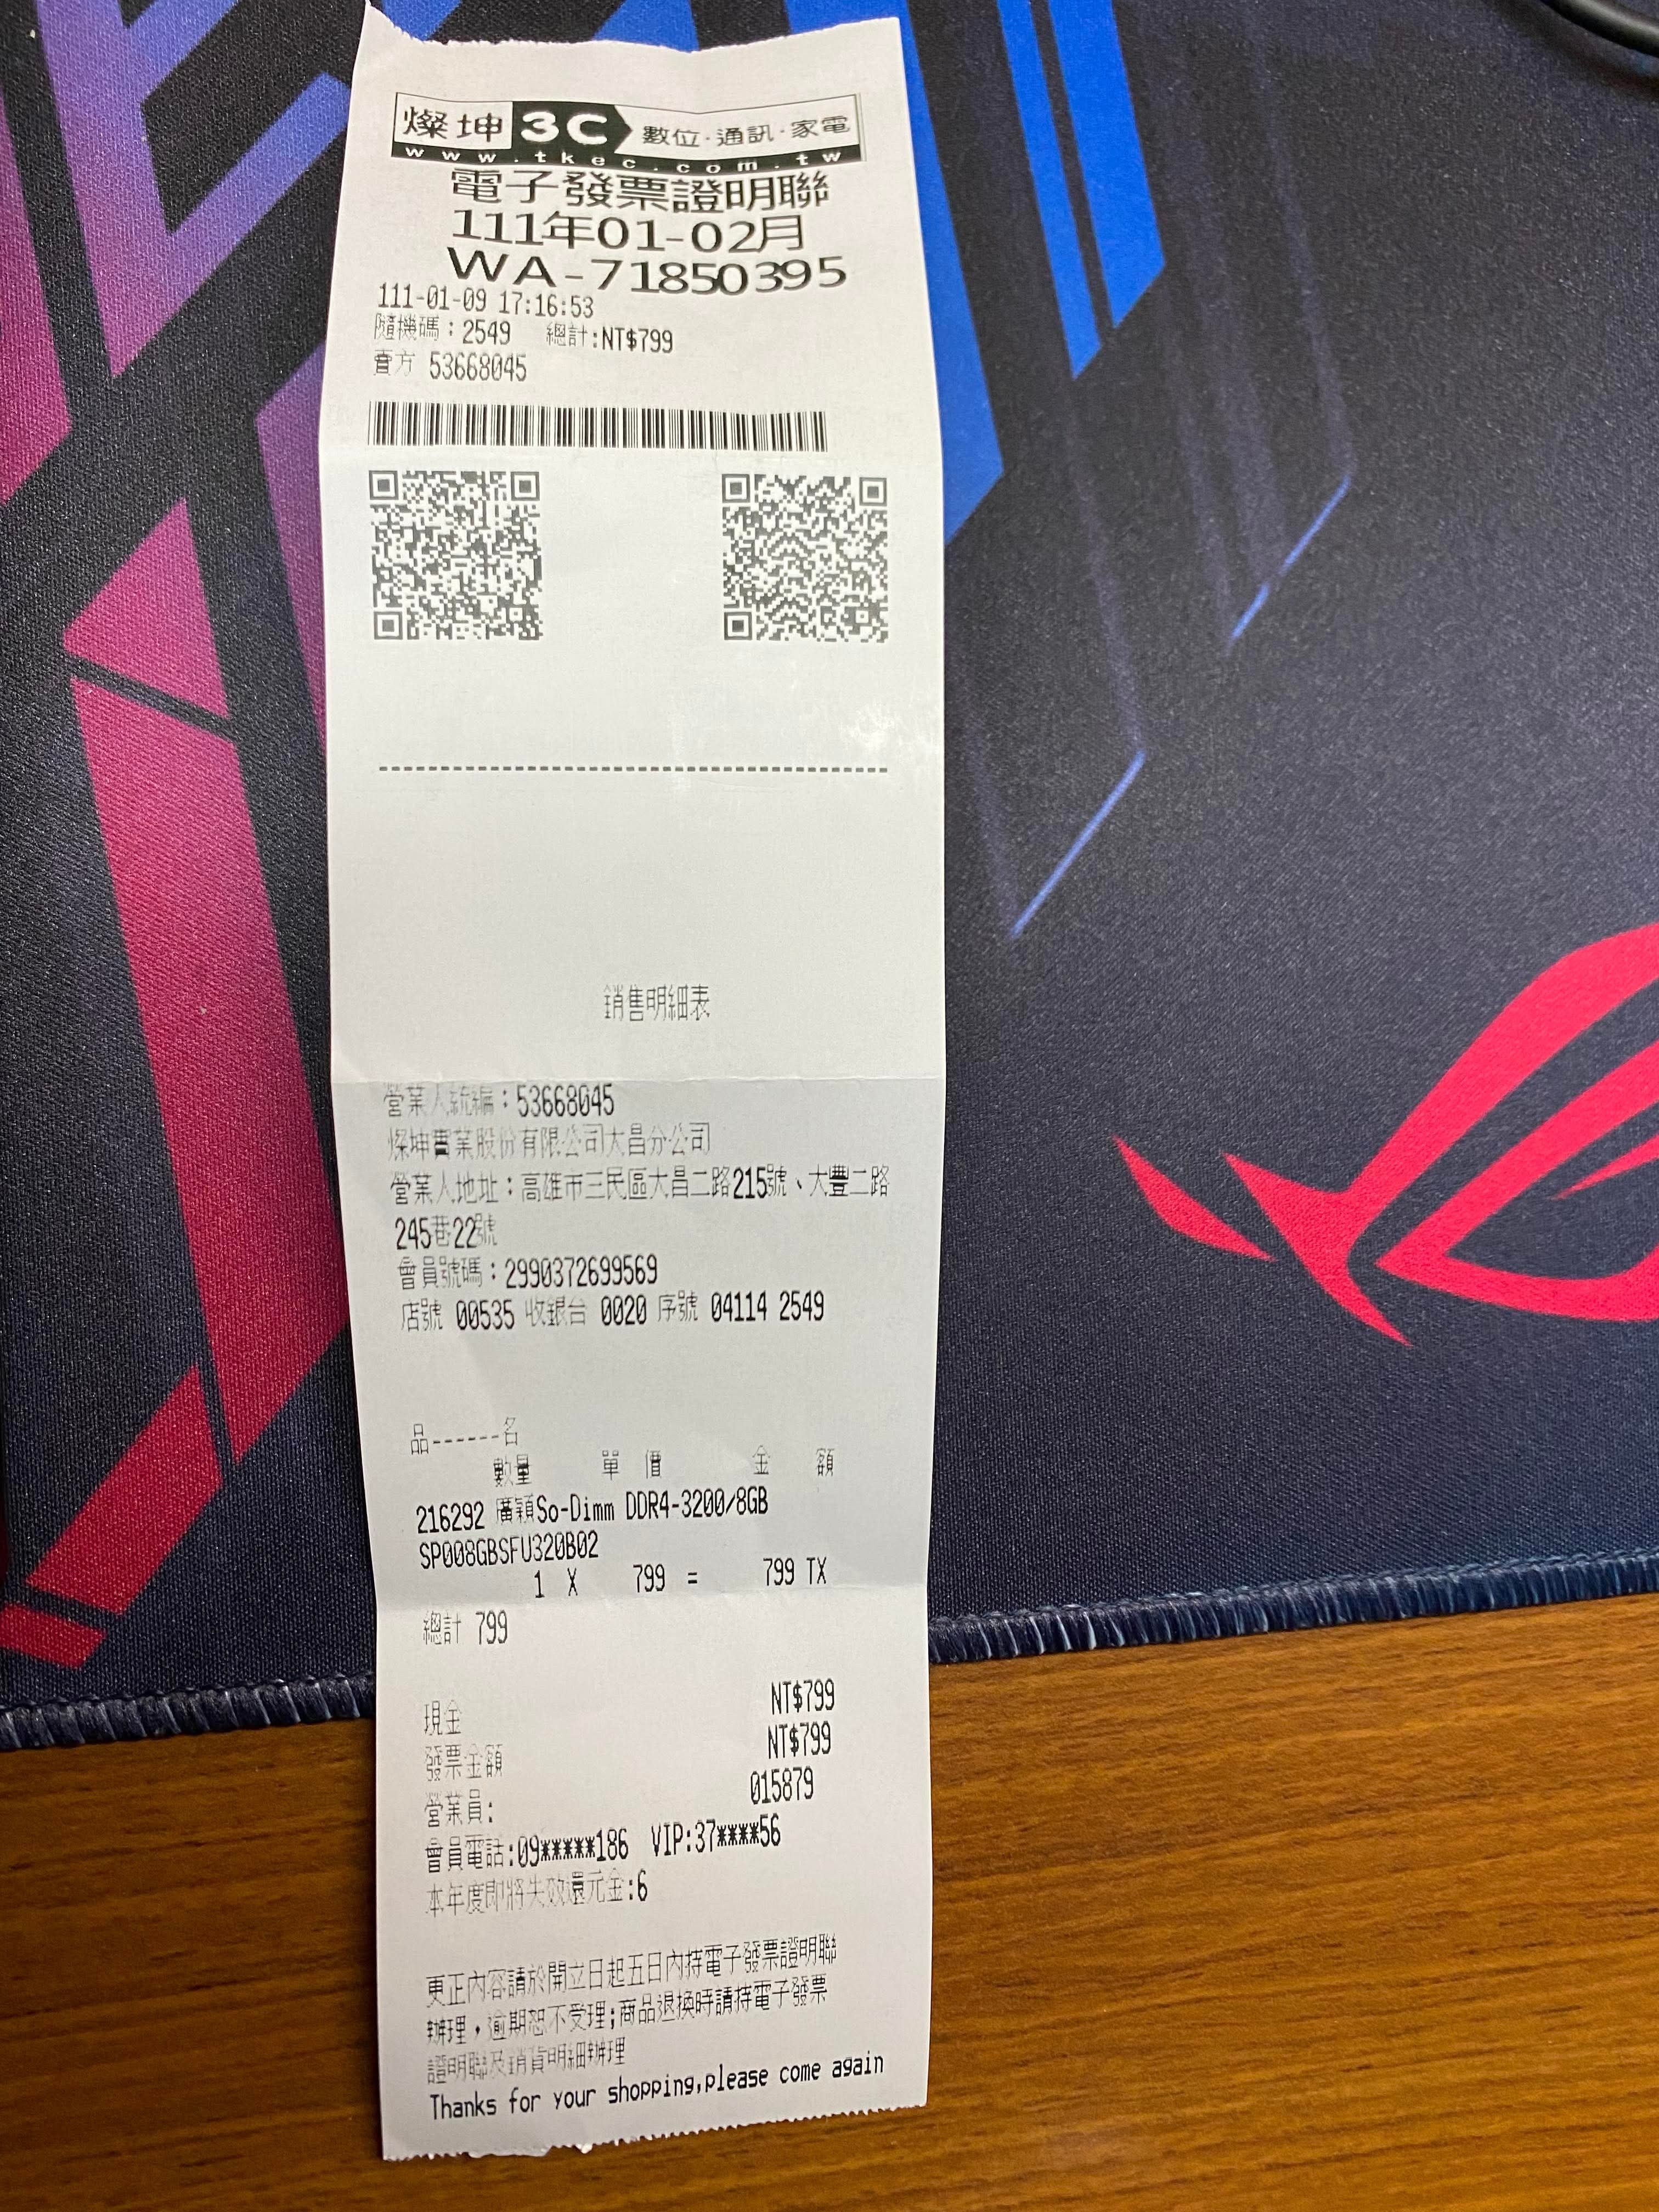 燦坤 3C 數位·通訊·家電
www.tkec.com.tw
電子發票證明聯
111年01-02月
WA-71850395
111-01-09 17:16:53
隨機碼:2549 總計:NT$799
賣方 53668045
銷售明細表
營業人統編:53668045
燦坤實業股份有限公司大昌分公司
營業人地址:高雄市三民區大昌二路215號、大豐二路
245巷22號
會員號碼:2990372699569
店號 00535 收銀台 0020 序號 04114 2549
品------名
數量 單 價 金 額
216292 廣穎So-Dimm DDR4-3200/8GB
SP008GBSFU320B02
1 X 799 = 799 TX
總計 799
現金 NT$799
發票金額 NT$799
營業員: 015879
會員電話:09*****186 VIP:37****56
本年度即將失效還元金:6
更正內容請於開立日起五日內持電子發票證明聯
辦理,逾期恕不受理;商品退換時請持電子發票
證明聯及銷貨明細辦理
Thanks for your shopping,please come again